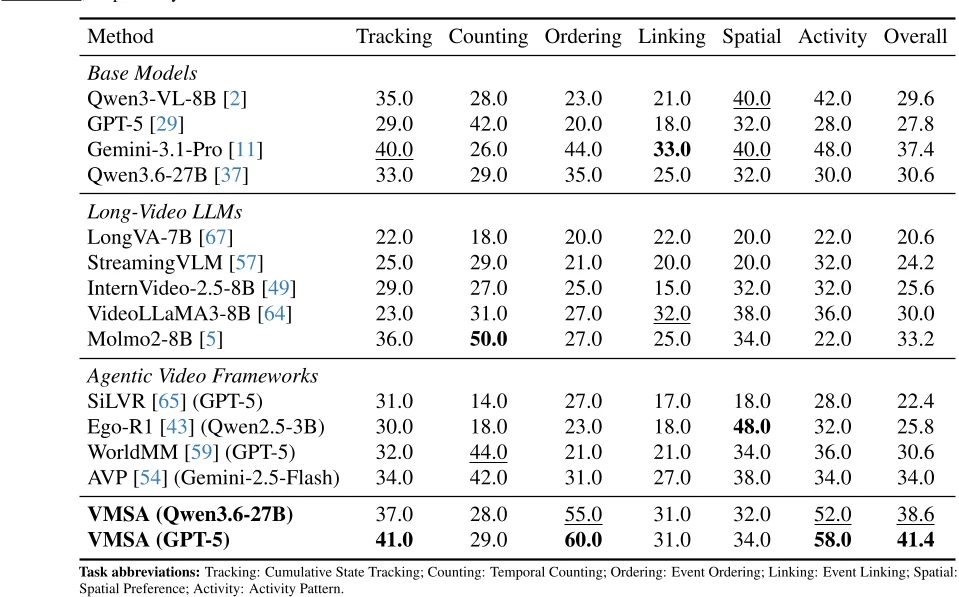 Method Tracking Counting Ordering Linking Spatial Activity Overall
Base Models
Qwen3-VL-8B [2] 35.0 28.0 23.0 21.0 40.0 42.0 29.6
GPT-5 [29] 29.0 42.0 20.0 18.0 32.0 28.0 27.8
Gemini-3.1-Pro [11] 40.0 26.0 44.0 33.0 40.0 48.0 37.4
Qwen3.6-27B [37] 33.0 29.0 35.0 25.0 32.0 30.0 30.6
Long-Video LLMs
LongVA-7B [67] 22.0 18.0 20.0 22.0 20.0 22.0 20.6
StreamingVLM [57] 25.0 29.0 21.0 20.0 20.0 32.0 24.2
InternVideo-2.5-8B [49] 29.0 27.0 25.0 15.0 32.0 32.0 25.6
VideoLLaMA3-8B [64] 23.0 31.0 27.0 32.0 38.0 36.0 30.0
Molmo2-8B [5] 36.0 50.0 27.0 25.0 34.0 22.0 33.2
Agentic Video Frameworks
SiLVR [65] (GPT-5) 31.0 14.0 27.0 17.0 18.0 28.0 22.4
Ego-R1 [43] (Qwen2.5-3B) 30.0 18.0 23.0 18.0 48.0 32.0 25.8
WorldMM [59] (GPT-5) 32.0 44.0 21.0 21.0 34.0 36.0 30.6
AVP [54] (Gemini-2.5-Flash) 34.0 42.0 31.0 27.0 38.0 34.0 34.0
VMSA (Qwen3.6-27B) 37.0 28.0 55.0 31.0 32.0 52.0 38.6
VMSA (GPT-5) 41.0 29.0 60.0 31.0 34.0 58.0 41.4
Task abbreviations: Tracking: Cumulative State Tracking; Counting: Temporal Counting; Ordering: Event Ordering; Linking: Event Linking; Spatial:
Spatial Preference; Activity: Activity Pattern.